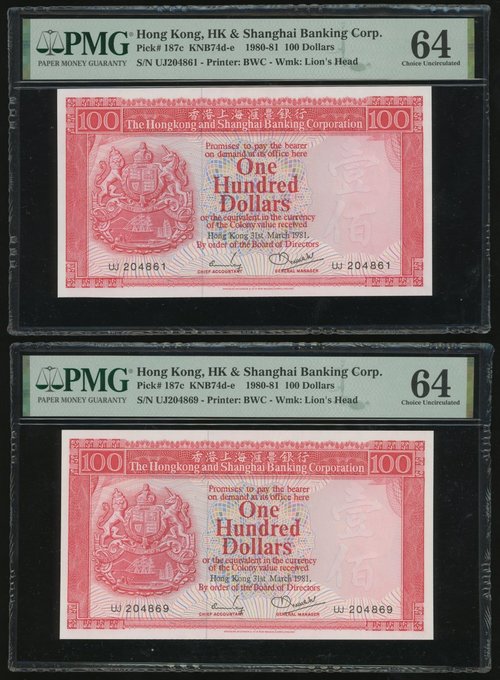 PMG
PAPER MONEY GUARANTY
Hong Kong, HK & Shanghai Banking Corp.
Pick# 187c KNB74d-e 1980-81 100 Dollars
S/N UJ204861 - Printer: BWC - Wmk: Lion's Head
64
Choice Uncirculated
100 香港上海滙豐銀行 100
The Hongkong and Shanghai Banking Corporation
Promises to pay the bearer
on demand at its office here
One
Hundred
Dollars
or the equivalent in the currency
of the Colony value received
Hong Kong 31st March 1981.
By order of the Board of Directors
壹佰
UJ 204861 UJ 204861
CHIEF ACCOUNTANT GENERAL MANAGER
PMG
PAPER MONEY GUARANTY
Hong Kong, HK & Shanghai Banking Corp.
Pick# 187c KNB74d-e 1980-81 100 Dollars
S/N UJ204869 - Printer: BWC - Wmk: Lion's Head
64
Choice Uncirculated
100 香港上海滙豐銀行 100
The Hongkong and Shanghai Banking Corporation
Promises to pay the bearer
on demand at its office here
One
Hundred
Dollars
or the equivalent in the currency
of the Colony value received
Hong Kong 31st March 1981.
By order of the Board of Directors
壹佰
UJ 204869 UJ 204869
CHIEF ACCOUNTANT GENERAL MANAGER